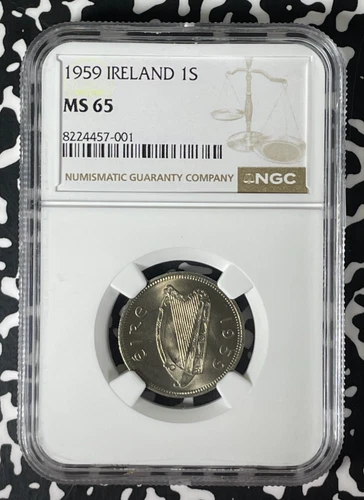 1959 IRELAND 1S
MS 65
8224457-001
NUMISMATIC GUARANTY COMPANY NGC
éIRe 1959